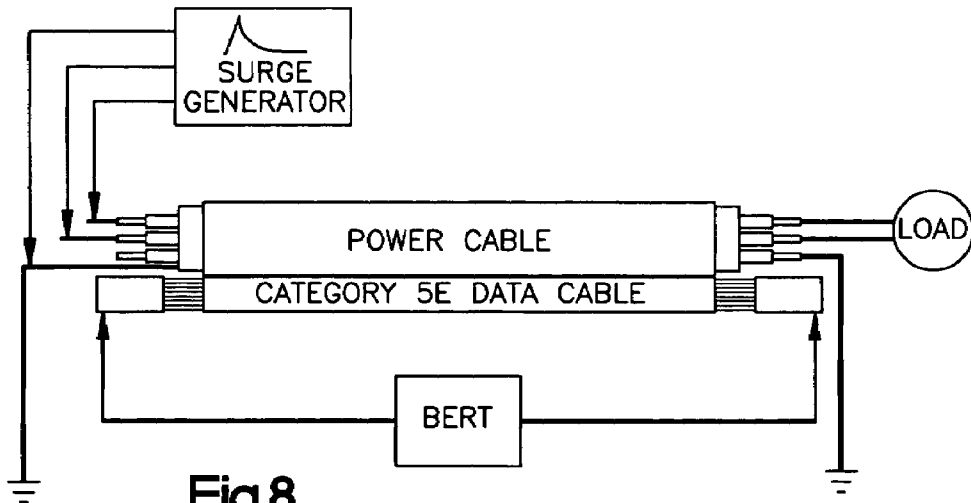 SURGE
GENERATOR
POWER CABLE
LOAD
CATEGORY 5E DATA CABLE
BERT
Fig.8